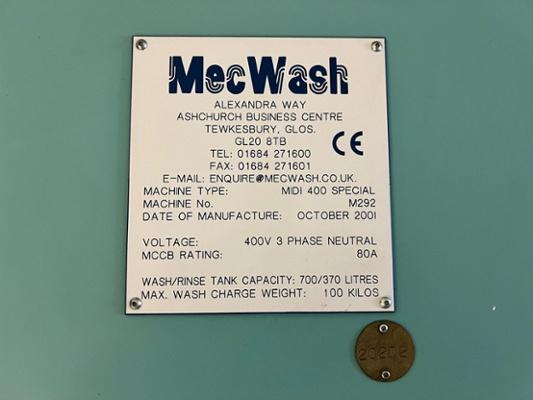 MecWash
ALEXANDRA WAY
ASHCHURCH BUSINESS CENTRE
TEWKESBURY, GLOS.
GL20 8TB
TEL: 01684 271600
FAX: 01684 271601
E-MAIL: ENQUIRE@MECWASH.CO.UK.
CE
MACHINE TYPE: MIDI 400 SPECIAL
MACHINE No. M292
DATE OF MANUFACTURE: OCTOBER 2001
VOLTAGE: 400V 3 PHASE NEUTRAL
MCCB RATING: 80A
WASH/RINSE TANK CAPACITY: 700/370 LITRES
MAX. WASH CHARGE WEIGHT: 100 KILOS
20202